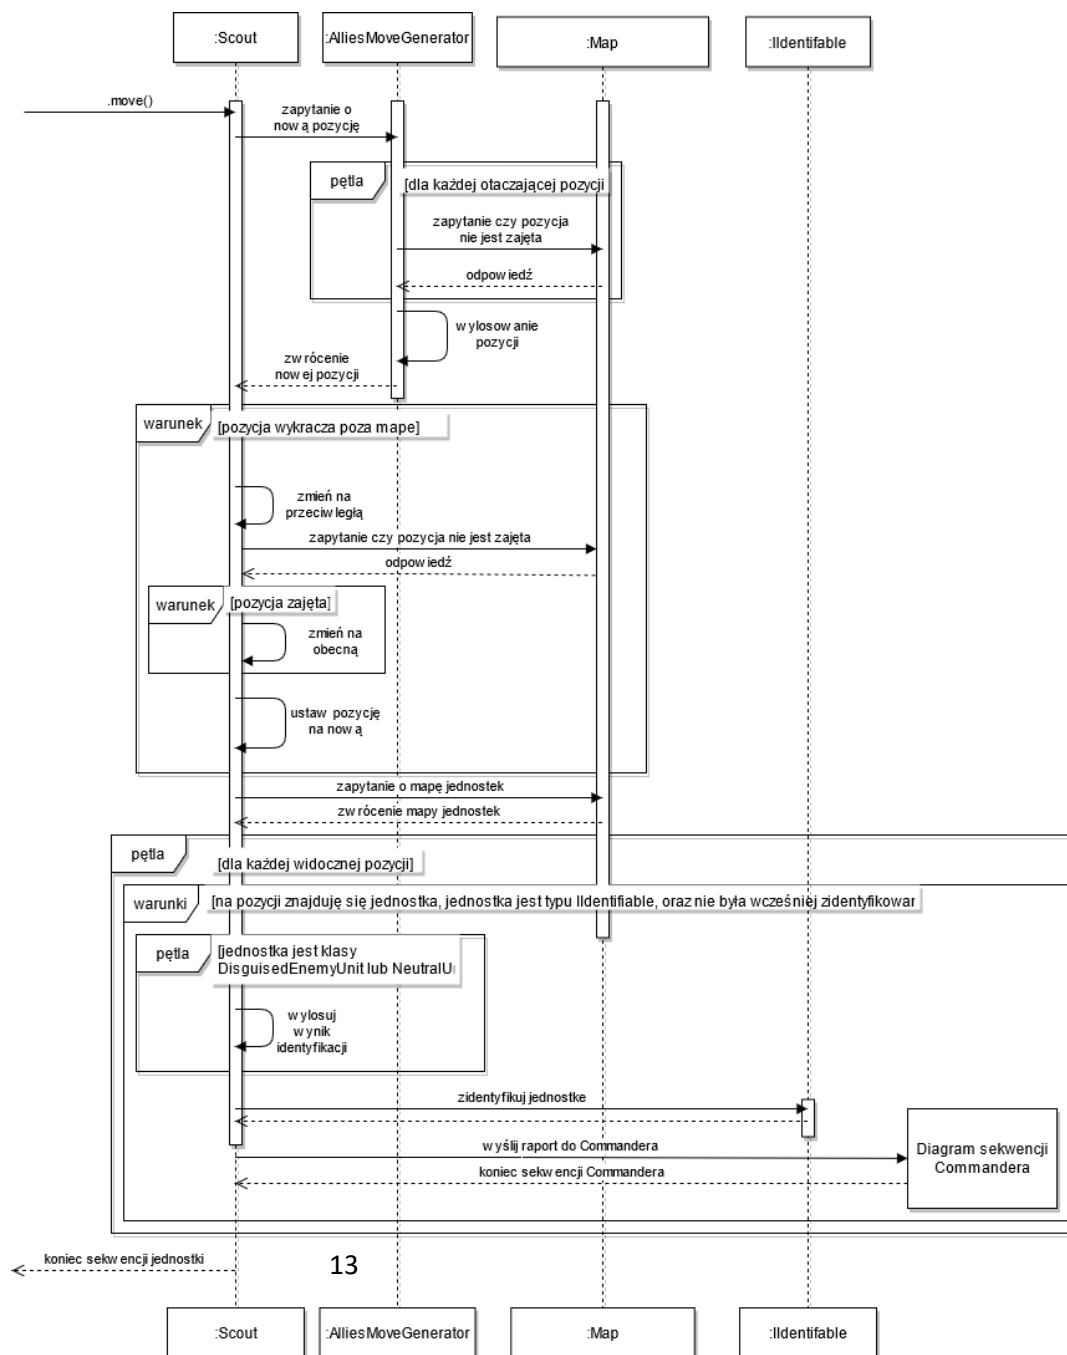 :Scout
:AlliesMoveGenerator
:Map
:IIdentifable
.move()
zapytanie o
nową pozycję
pętla
[dla każdej otaczającej pozycji
zapytanie czy pozycja
nie jest zajęta
odpowiedź
wylosowanie
pozycji
zwrócenie
nowej pozycji
warunek
[pozycja wykracza poza mape]
zmień na
przeciwległą
zapytanie czy pozycja nie jest zajęta
odpowiedź
warunek
[pozycja zajęta]
zmień na
obecną
ustaw pozycję
na nową
zapytanie o mapę jednostek
zwrócenie mapy jednostek
pętla
[dla każdej widocznej pozycji]
warunki
[na pozycji znajduję się jednostka, jednostka jest typu IIdentifiable, oraz nie była wcześniej zidentyfikowar
pętla
[jednostka jest klasy
DisguisedEnemyUnit lub NeutralU
wylosuj
wynik
identyfikacji
zidentyfikuj jednostke
wyślij raport do Commandera
Diagram sekwencji
Commandera
koniec sekwencji Commandera
koniec sekwencji jednostki
13
:Scout
:AlliesMoveGenerator
:Map
:IIdentifable